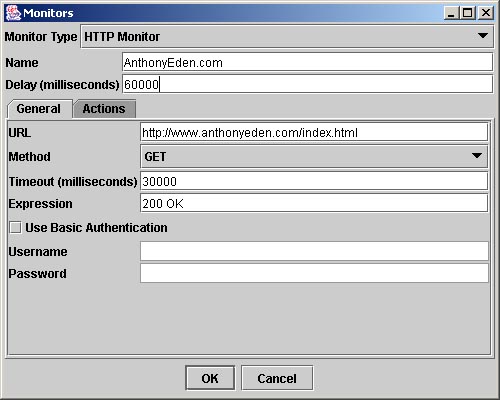 Monitors
Monitor Type HTTP Monitor
Name AnthonyEden.com
Delay (milliseconds) 60000
General Actions
URL http://www.anthonyeden.com/index.html
Method GET
Timeout (milliseconds) 30000
Expression 200 OK
Use Basic Authentication
Username
Password
OK Cancel